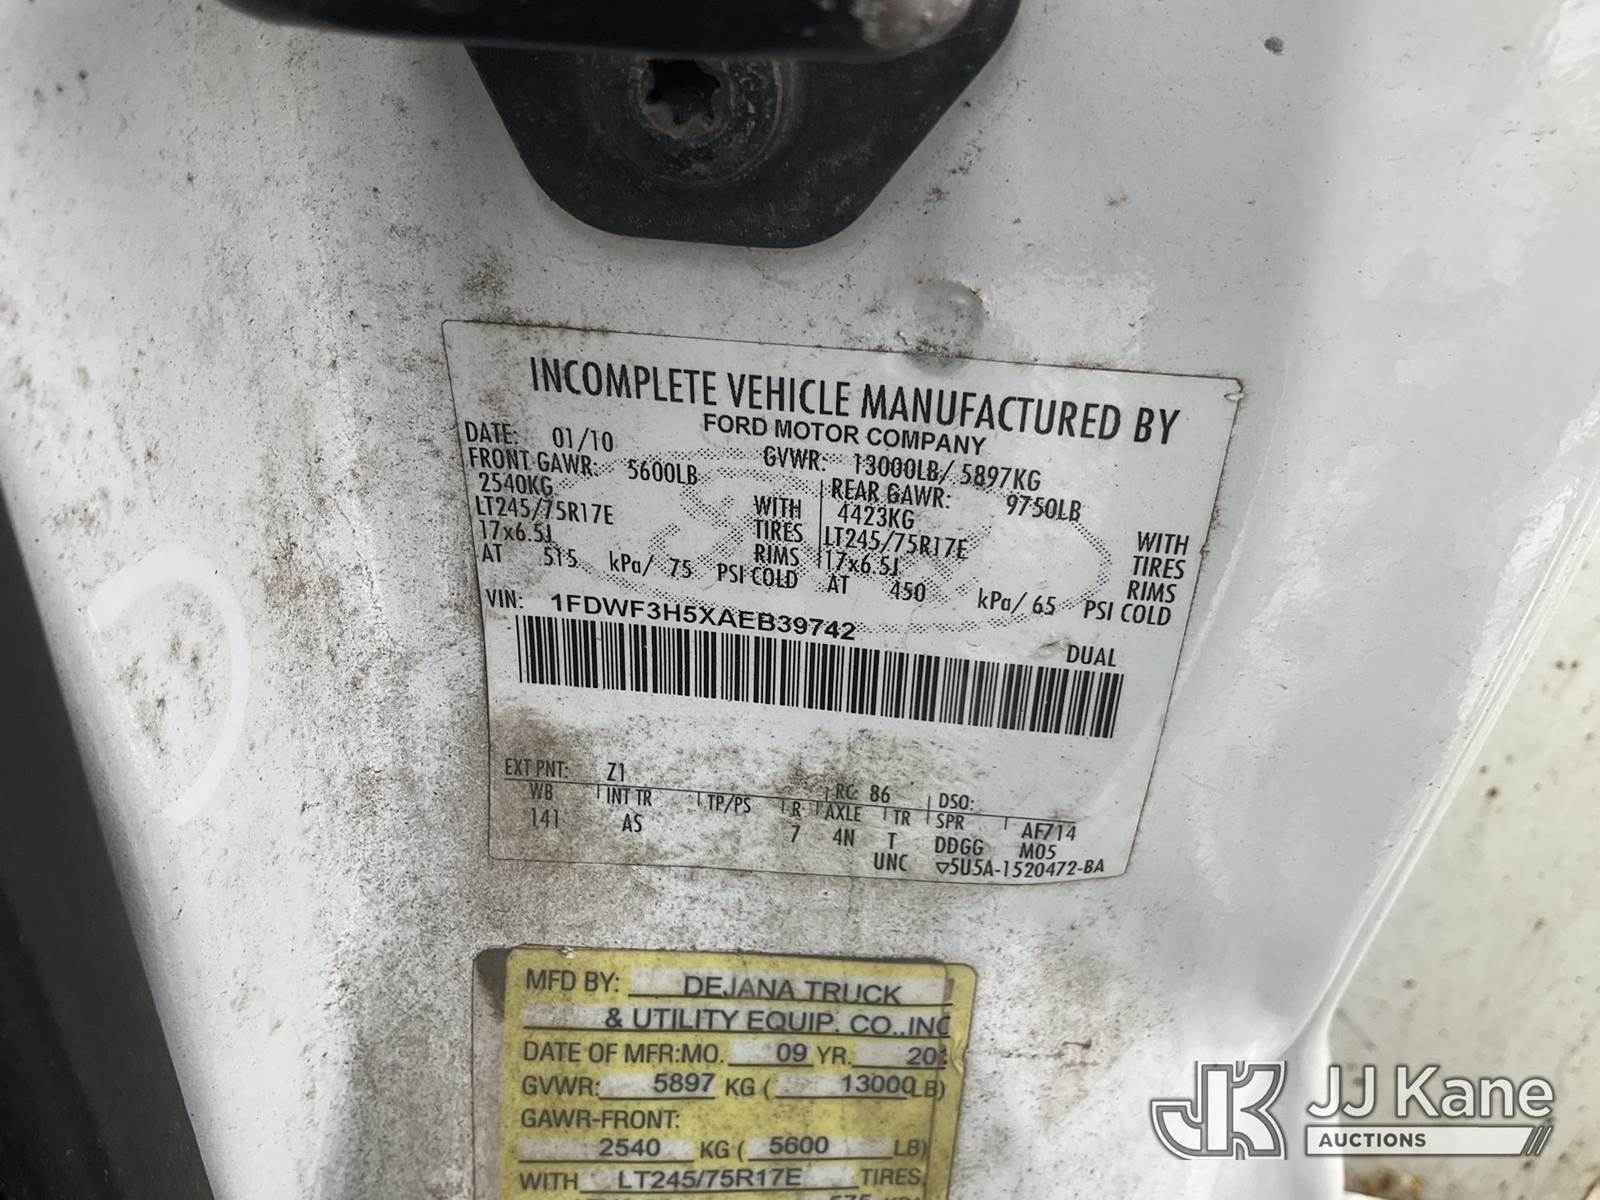 INCOMPLETE VEHICLE MANUFACTURED BY
FORD MOTOR COMPANY
DATE: 01/10 GVWR: 13000LB/ 5897KG
FRONT GAWR: 5600LB REAR GAWR: 9750LB
2540KG WITH 4423KG WITH
LT245/75R17E TIRES LT245/75R17E TIRES
17x6.5J RIMS 17x6.5J RIMS
AT 515 kPa/ 75 PSI COLD AT 450 kPa/ 65 PSI COLD
VIN: 1FDWF3H5XAEB39742
DUAL
EXT PNT: Z1 RC: 86 DSO:
WB INT TR TP/PS R AXLE TR SPR AF714
141 AS 7 4N T DDGG M05
UNC ▽5U5A-1520472-BA
MFD BY: DEJANA TRUCK
& UTILITY EQUIP. CO.,INC
DATE OF MFR:MO. 09 YR. 20
GVWR: 5897 KG ( 13000LB)
GAWR-FRONT:
2540 KG ( 5600 LB)
WITH LT245/75R17E TIRES,
JJ Kane
AUCTIONS